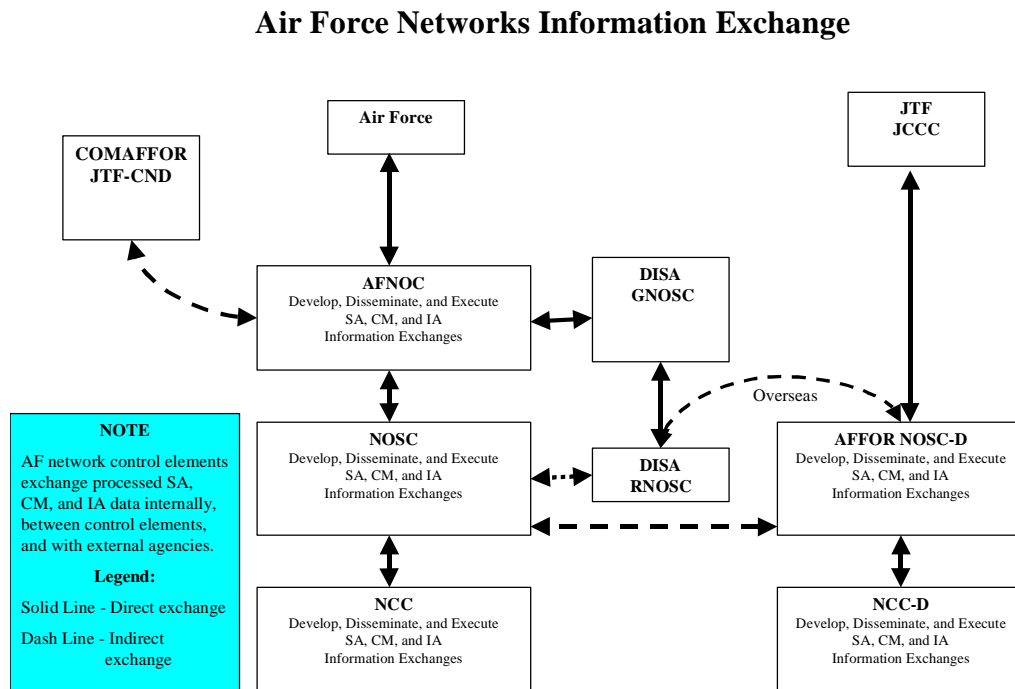 Air Force Networks Information Exchange
Air Force
JTF
JCCC
COMAFFOR
JTF-CND
AFNOC
Develop, Disseminate, and Execute
SA, CM, and IA
Information Exchanges
DISA
GNOSC
Overseas
NOTE
AF network control elements
exchange processed SA,
CM, and IA data internally,
between control elements,
and with external agencies.
Legend:
Solid Line - Direct exchange
Dash Line - Indirect
exchange
NOSC
Develop, Disseminate, and Execute
SA, CM, and IA
Information Exchanges
DISA
RNOSC
AFFOR NOSC-D
Develop, Disseminate, and Execute
SA, CM, and IA
Information Exchanges
NCC
Develop, Disseminate, and Execute
SA, CM, and IA
Information Exchanges
NCC-D
Develop, Disseminate, and Execute
SA, CM, and IA
Information Exchanges